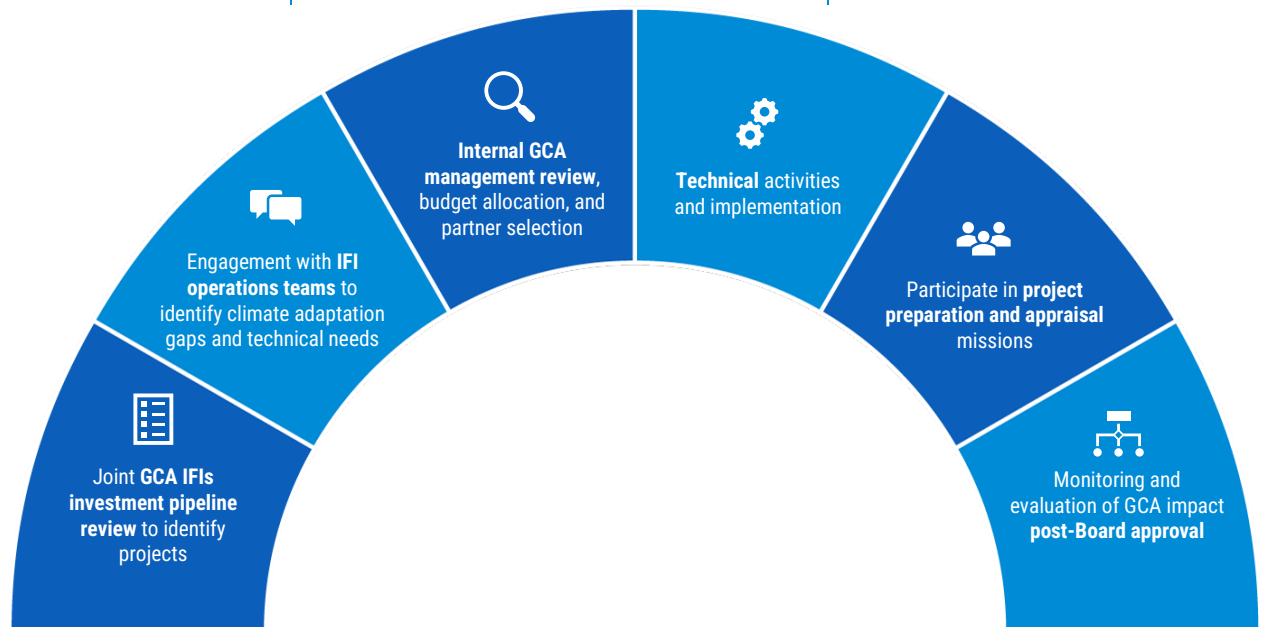 Joint GCA IFIs
investment pipeline
review to identify
projects
Engagement with IFI
operations teams to
identify climate adaptation
gaps and technical needs
Internal GCA
management review,
budget allocation, and
partner selection
Technical activities
and implementation
Participate in project
preparation and appraisal
missions
Monitoring and
evaluation of GCA impact
post-Board approval